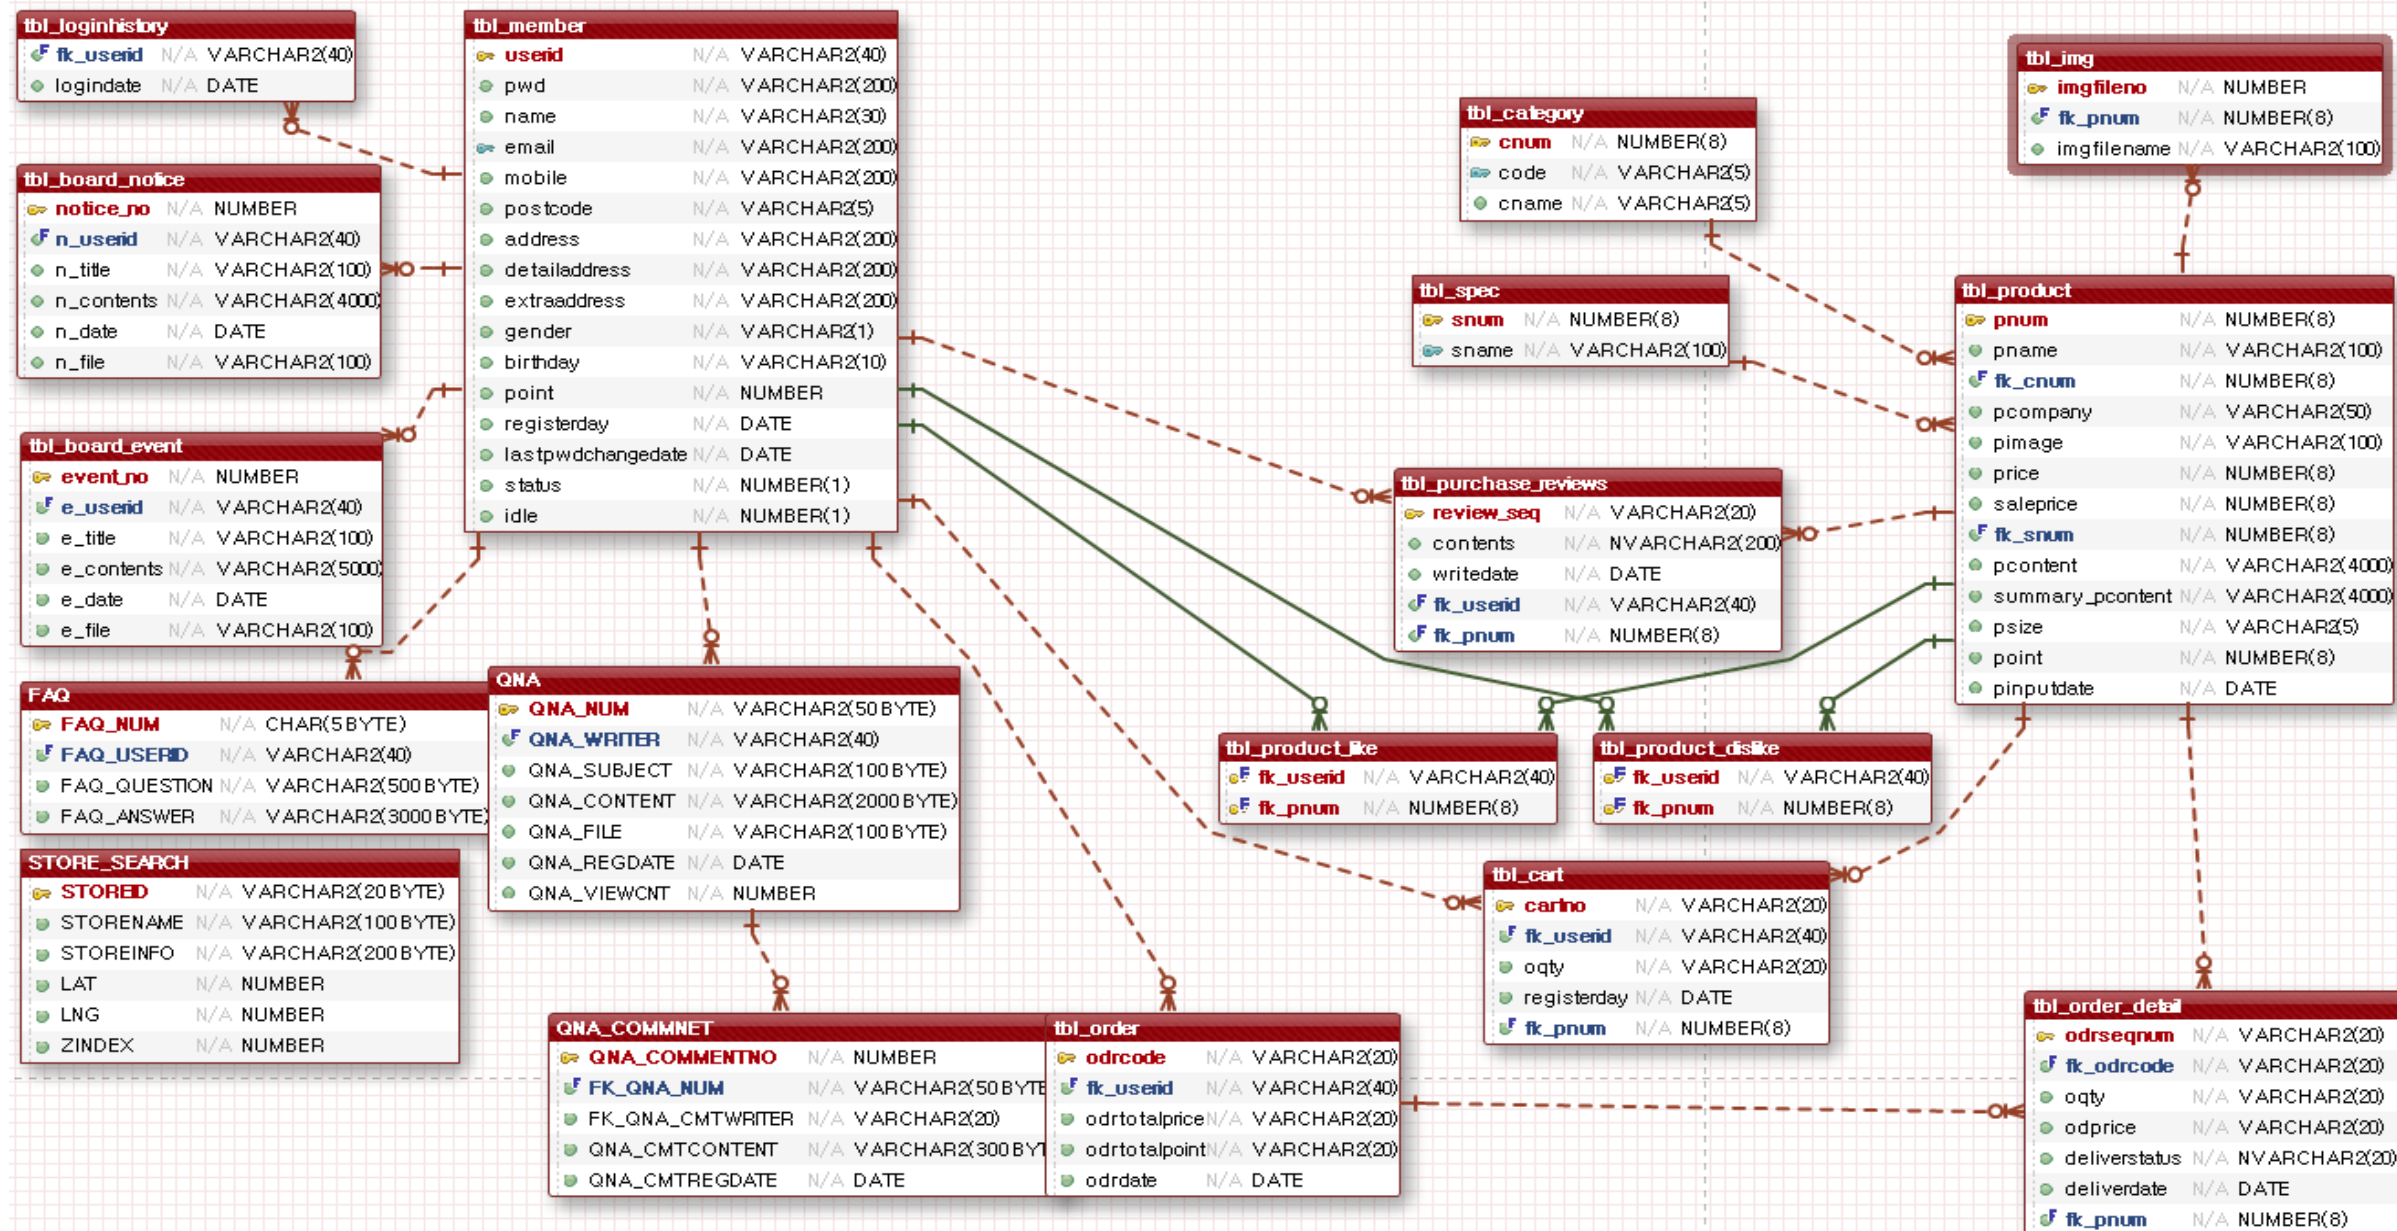 tbl_loginhistory
fk_userid N/A VARCHAR2(40)
logindate N/A DATE
tbl_board_notice
notice_no N/A NUMBER
n_userid N/A VARCHAR2(40)
n_title N/A VARCHAR2(100)
n_contents N/A VARCHAR2(4000)
n_date N/A DATE
n_file N/A VARCHAR2(100)
tbl_board_event
event_no N/A NUMBER
e_userid N/A VARCHAR2(40)
e_title N/A VARCHAR2(100)
e_contents N/A VARCHAR2(5000)
e_date N/A DATE
e_file N/A VARCHAR2(100)
FAQ
FAQ_NUM N/A CHAR(5 BYTE)
FAQ_USERID N/A VARCHAR2(40)
FAQ_QUESTION N/A VARCHAR2(500 BYTE)
FAQ_ANSWER N/A VARCHAR2(3000 BYTE)
STORE_SEARCH
STOREID N/A VARCHAR2(20 BYTE)
STORENAME N/A VARCHAR2(100 BYTE)
STOREINFO N/A VARCHAR2(200 BYTE)
LAT N/A NUMBER
LNG N/A NUMBER
ZINDEX N/A NUMBER
tbl_member
userid N/A VARCHAR2(40)
pwd N/A VARCHAR2(200)
name N/A VARCHAR2(30)
email N/A VARCHAR2(200)
mobile N/A VARCHAR2(200)
postcode N/A VARCHAR2(5)
address N/A VARCHAR2(200)
detailaddress N/A VARCHAR2(200)
extraaddress N/A VARCHAR2(200)
gender N/A VARCHAR2(1)
birthday N/A VARCHAR2(10)
point N/A NUMBER
registerday N/A DATE
lastpwdchangedate N/A DATE
status N/A NUMBER(1)
idle N/A NUMBER(1)
QNA
QNA_NUM N/A VARCHAR2(50 BYTE)
QNA_WRITER N/A VARCHAR2(40)
QNA_SUBJECT N/A VARCHAR2(100 BYTE)
QNA_CONTENT N/A VARCHAR2(2000 BYTE)
QNA_FILE N/A VARCHAR2(100 BYTE)
QNA_REGDATE N/A DATE
QNA_VIEWCNT N/A NUMBER
QNA_COMMNET
QNA_COMMENTNO N/A NUMBER
FK_QNA_NUM N/A VARCHAR2(50 BYTE
FK_QNA_CMTWRITER N/A VARCHAR2(20)
QNA_CMTCONTENT N/A VARCHAR2(300 BYT
QNA_CMTREGDATE N/A DATE
tbl_order
odrcode N/A VARCHAR2(20)
fk_userid N/A VARCHAR2(40)
odrtotalprice N/A VARCHAR2(20)
odrtotalpoint N/A VARCHAR2(20)
odrdate N/A DATE
tbl_category
cnum N/A NUMBER(8)
code N/A VARCHAR2(5)
cname N/A VARCHAR2(5)
tbl_spec
snum N/A NUMBER(8)
sname N/A VARCHAR2(100)
tbl_purchase_reviews
review_seq N/A VARCHAR2(20)
contents N/A NVARCHAR2(200)
writedate N/A DATE
fk_userid N/A VARCHAR2(40)
fk_pnum N/A NUMBER(8)
tbl_product_like
fk_userid N/A VARCHAR2(40)
fk_pnum N/A NUMBER(8)
tbl_product_dislike
fk_userid N/A VARCHAR2(40)
fk_pnum N/A NUMBER(8)
tbl_cart
cartno N/A VARCHAR2(20)
fk_userid N/A VARCHAR2(40)
oqty N/A VARCHAR2(20)
registerday N/A DATE
fk_pnum N/A NUMBER(8)
tbl_img
imgfileno N/A NUMBER
fk_pnum N/A NUMBER(8)
imgfilename N/A VARCHAR2(100)
tbl_product
pnum N/A NUMBER(8)
pname N/A VARCHAR2(100)
fk_cnum N/A NUMBER(8)
pcompany N/A VARCHAR2(50)
pimage N/A VARCHAR2(100)
price N/A NUMBER(8)
saleprice N/A NUMBER(8)
fk_snum N/A NUMBER(8)
pcontent N/A VARCHAR2(4000)
summary_pcontent N/A VARCHAR2(4000)
psize N/A VARCHAR2(5)
point N/A NUMBER(8)
pinputdate N/A DATE
tbl_order_detail
odrseqnum N/A VARCHAR2(20)
fk_odrcode N/A VARCHAR2(20)
oqty N/A VARCHAR2(20)
odprice N/A VARCHAR2(20)
deliverstatus N/A NVARCHAR2(20)
deliverdate N/A DATE
fk_pnum N/A NUMBER(8)